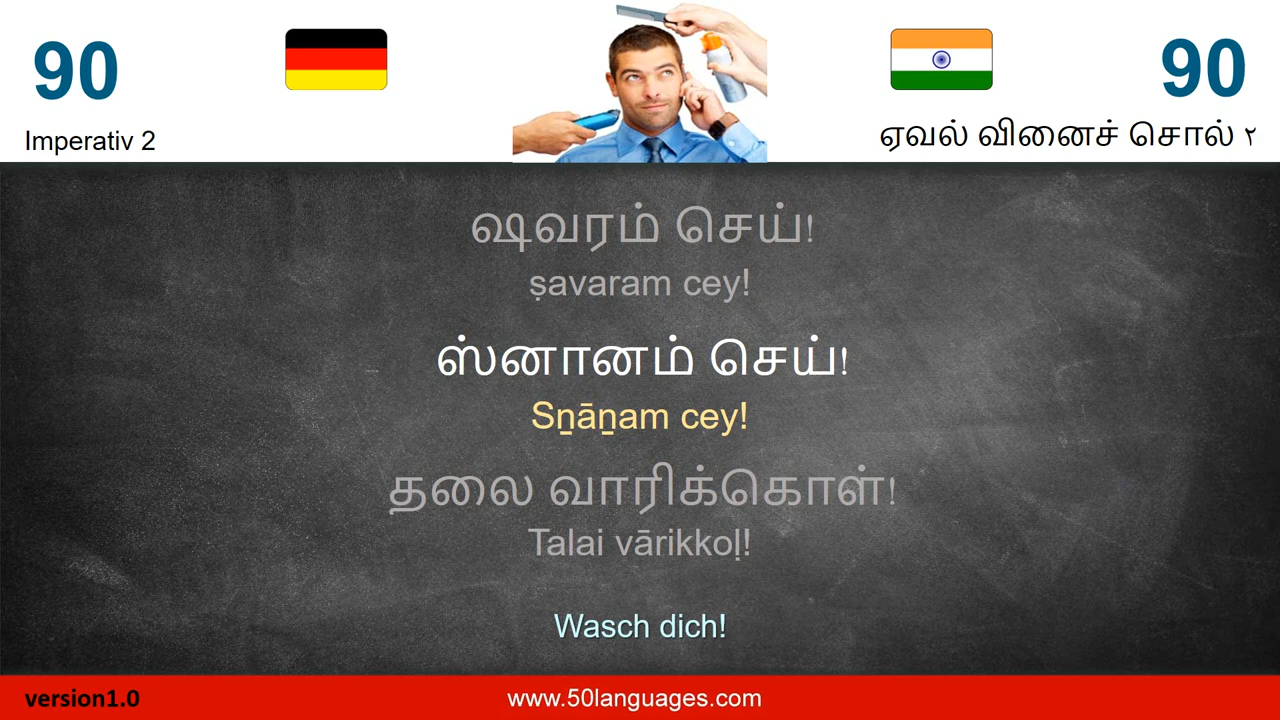 90
90
Imperativ 2
ஏவல் வினைச் சொல் ٢
ஷவரம் செய்!
ṣavaram cey!
ஸ்னானம் செய்!
Sṉāṉam cey!
தலை வாரிக்கொள்!
Talai vārikkoḷ!
Wasch dich!
version1.0
www.50languages.com